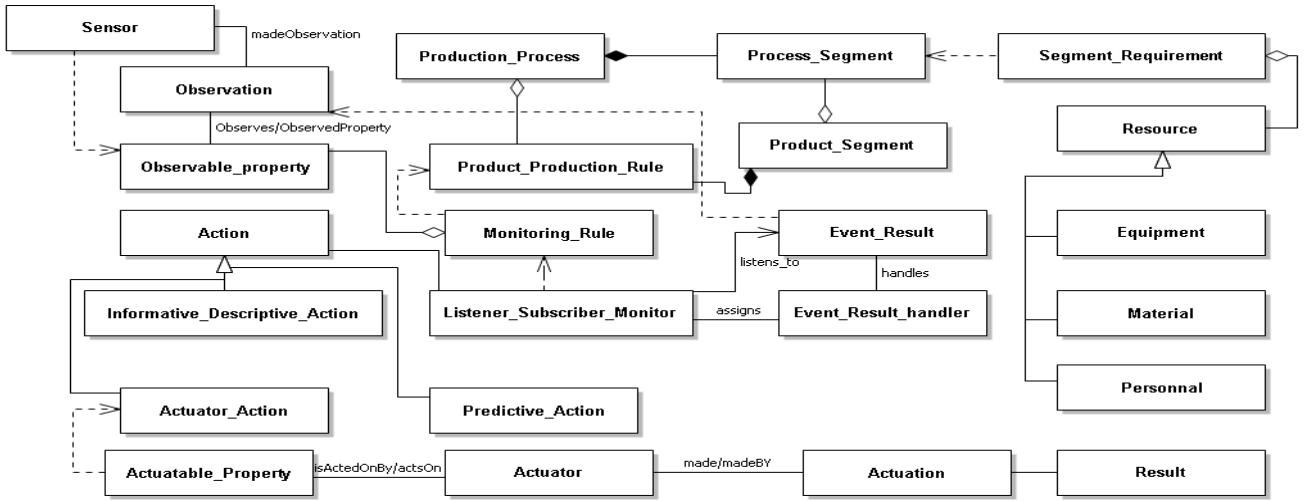 Sensor
madeObservation
Production_Process
Process_Segment
Segment_Requirement
Observation
Resource
Observes/ObservedProperty
Product_Segment
Observable_property
Product_Production_Rule
Action
Monitoring_Rule
Event_Result
Equipment
listens_to
handles
Informative_Descriptive_Action
Listener_Subscriber_Monitor
assigns
Event_Result_handler
Material
Personnal
Actuator_Action
Predictive_Action
Actuatable_Property
isActedOnBy/actsOn
Actuator
made/madeBY
Actuation
Result